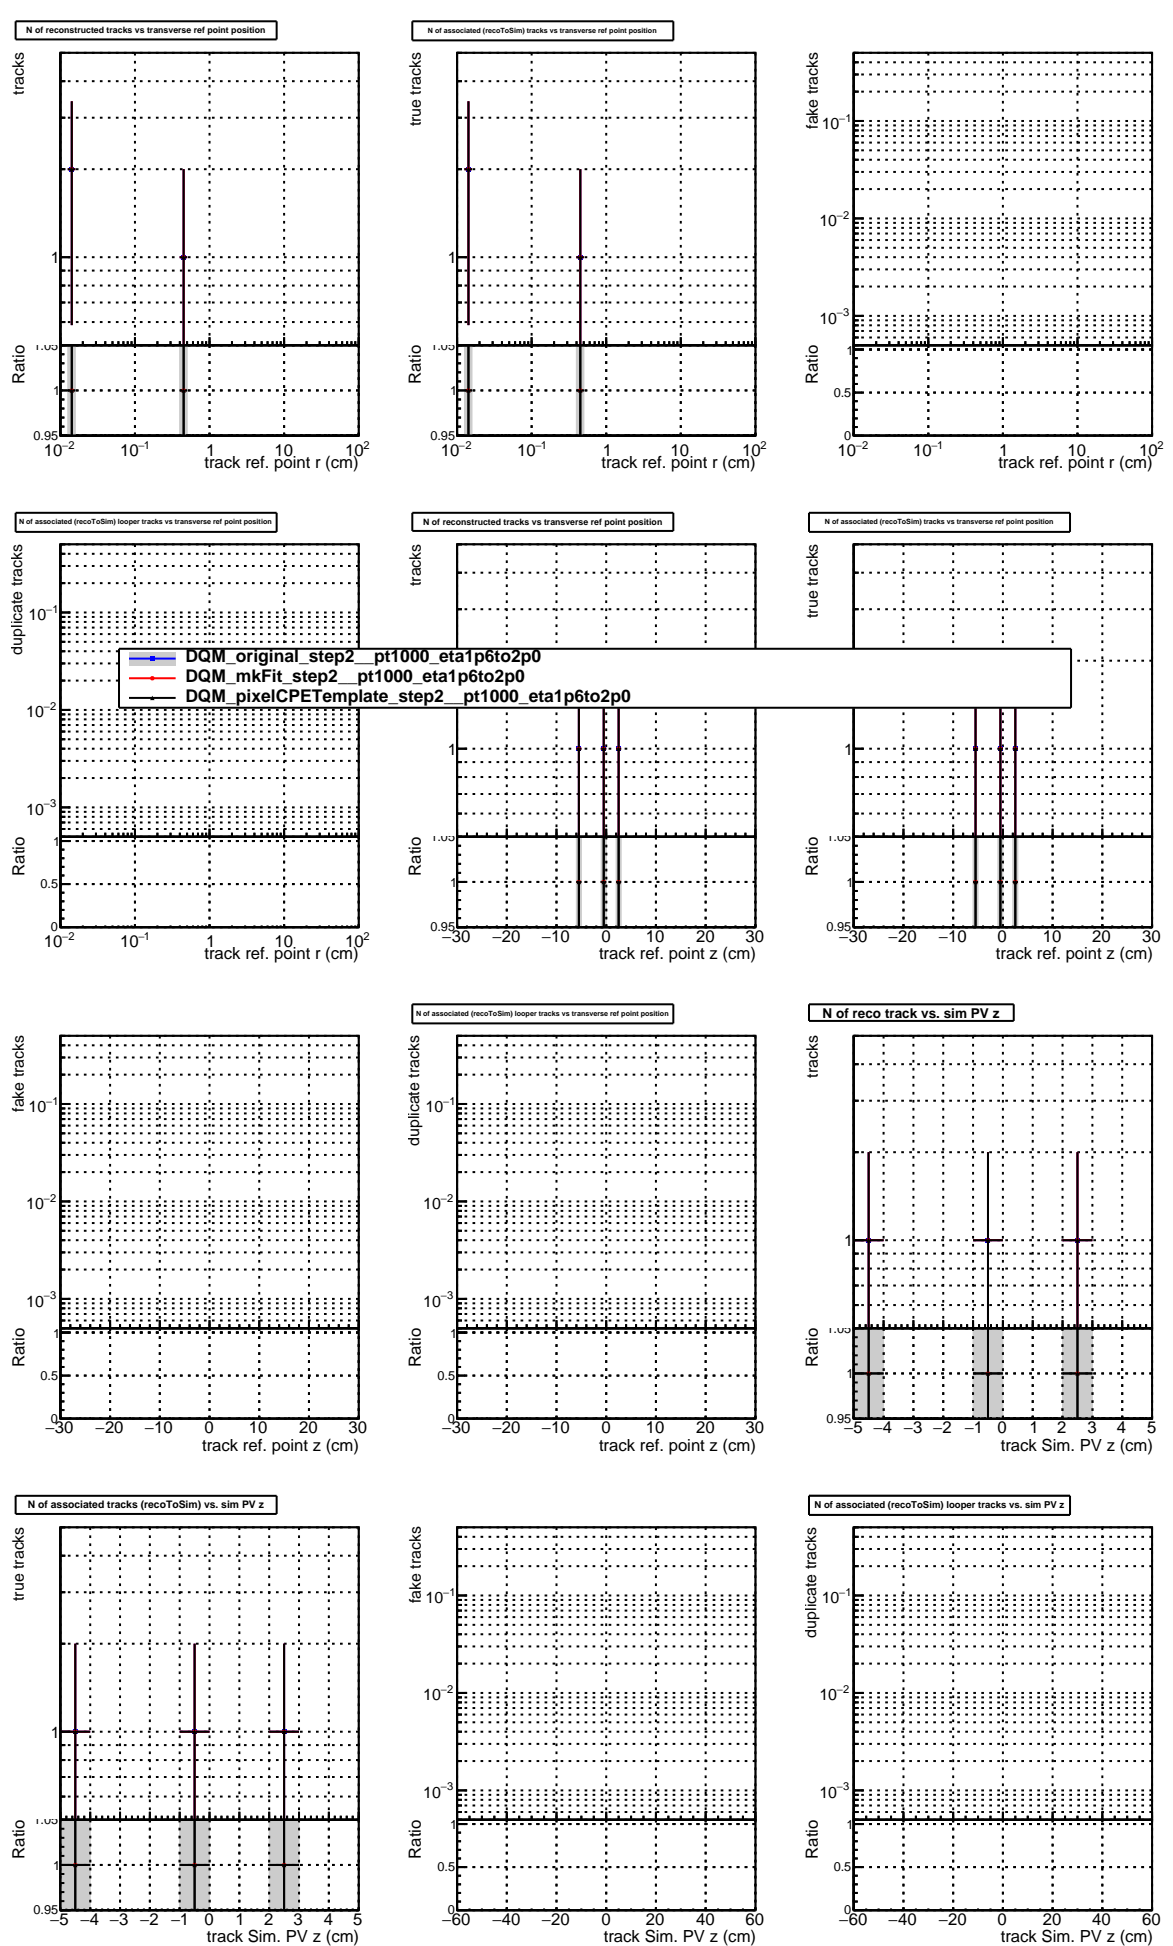 N of reconstructed tracks vs transverse ref point position
tracks
1
1.05
Ratio
1
0.95
10−2 10−1 1 10 102
track ref. point r (cm)
N of associated (recoToSim) tracks vs transverse ref point position
true tracks
1
1.05
Ratio
1
0.95
10−2 10−1 1 10 102
track ref. point r (cm)
fake tracks
10−1
10−2
10−3
Ratio
1
0.5
0
10−2 10−1 1 10 102
track ref. point r (cm)
N of associated (recoToSim) looper tracks vs transverse ref point position
duplicate tracks
10−1
10−2
10−3
Ratio
1
0.5
0
10−2 10−1 1 10 102
track ref. point r (cm)
N of reconstructed tracks vs transverse ref point position
tracks
1
1.05
Ratio
1
0.95
−30 −20 −10 0 10 20 30
track ref. point z (cm)
N of associated (recoToSim) tracks vs transverse ref point position
true tracks
1
1.05
Ratio
1
0.95
−30 −20 −10 0 10 20 30
track ref. point z (cm)
DQM_original_step2__pt1000_eta1p6to2p0
DQM_mkFit_step2__pt1000_eta1p6to2p0
DQM_pixelCPETemplate_step2__pt1000_eta1p6to2p0
fake tracks
10−1
10−2
10−3
Ratio
1
0.5
0
−30 −20 −10 0 10 20 30
track ref. point z (cm)
N of associated (recoToSim) looper tracks vs transverse ref point position
duplicate tracks
10−1
10−2
10−3
Ratio
1
0.5
0
−30 −20 −10 0 10 20 30
track ref. point z (cm)
N of reco track vs. sim PV z
tracks
1
1.05
Ratio
1
0.95
−5 −4 −3 −2 −1 0 1 2 3 4 5
track Sim. PV z (cm)
N of associated tracks (recoToSim) vs. sim PV z
true tracks
1
1.05
Ratio
1
0.95
−5 −4 −3 −2 −1 0 1 2 3 4 5
track Sim. PV z (cm)
fake tracks
10−1
10−2
10−3
Ratio
1
0.5
0
−60 −40 −20 0 20 40 60
track Sim. PV z (cm)
N of associated (recoToSim) looper tracks vs. sim PV z
duplicate tracks
10−1
10−2
10−3
Ratio
1
0.5
0
−60 −40 −20 0 20 40 60
track Sim. PV z (cm)